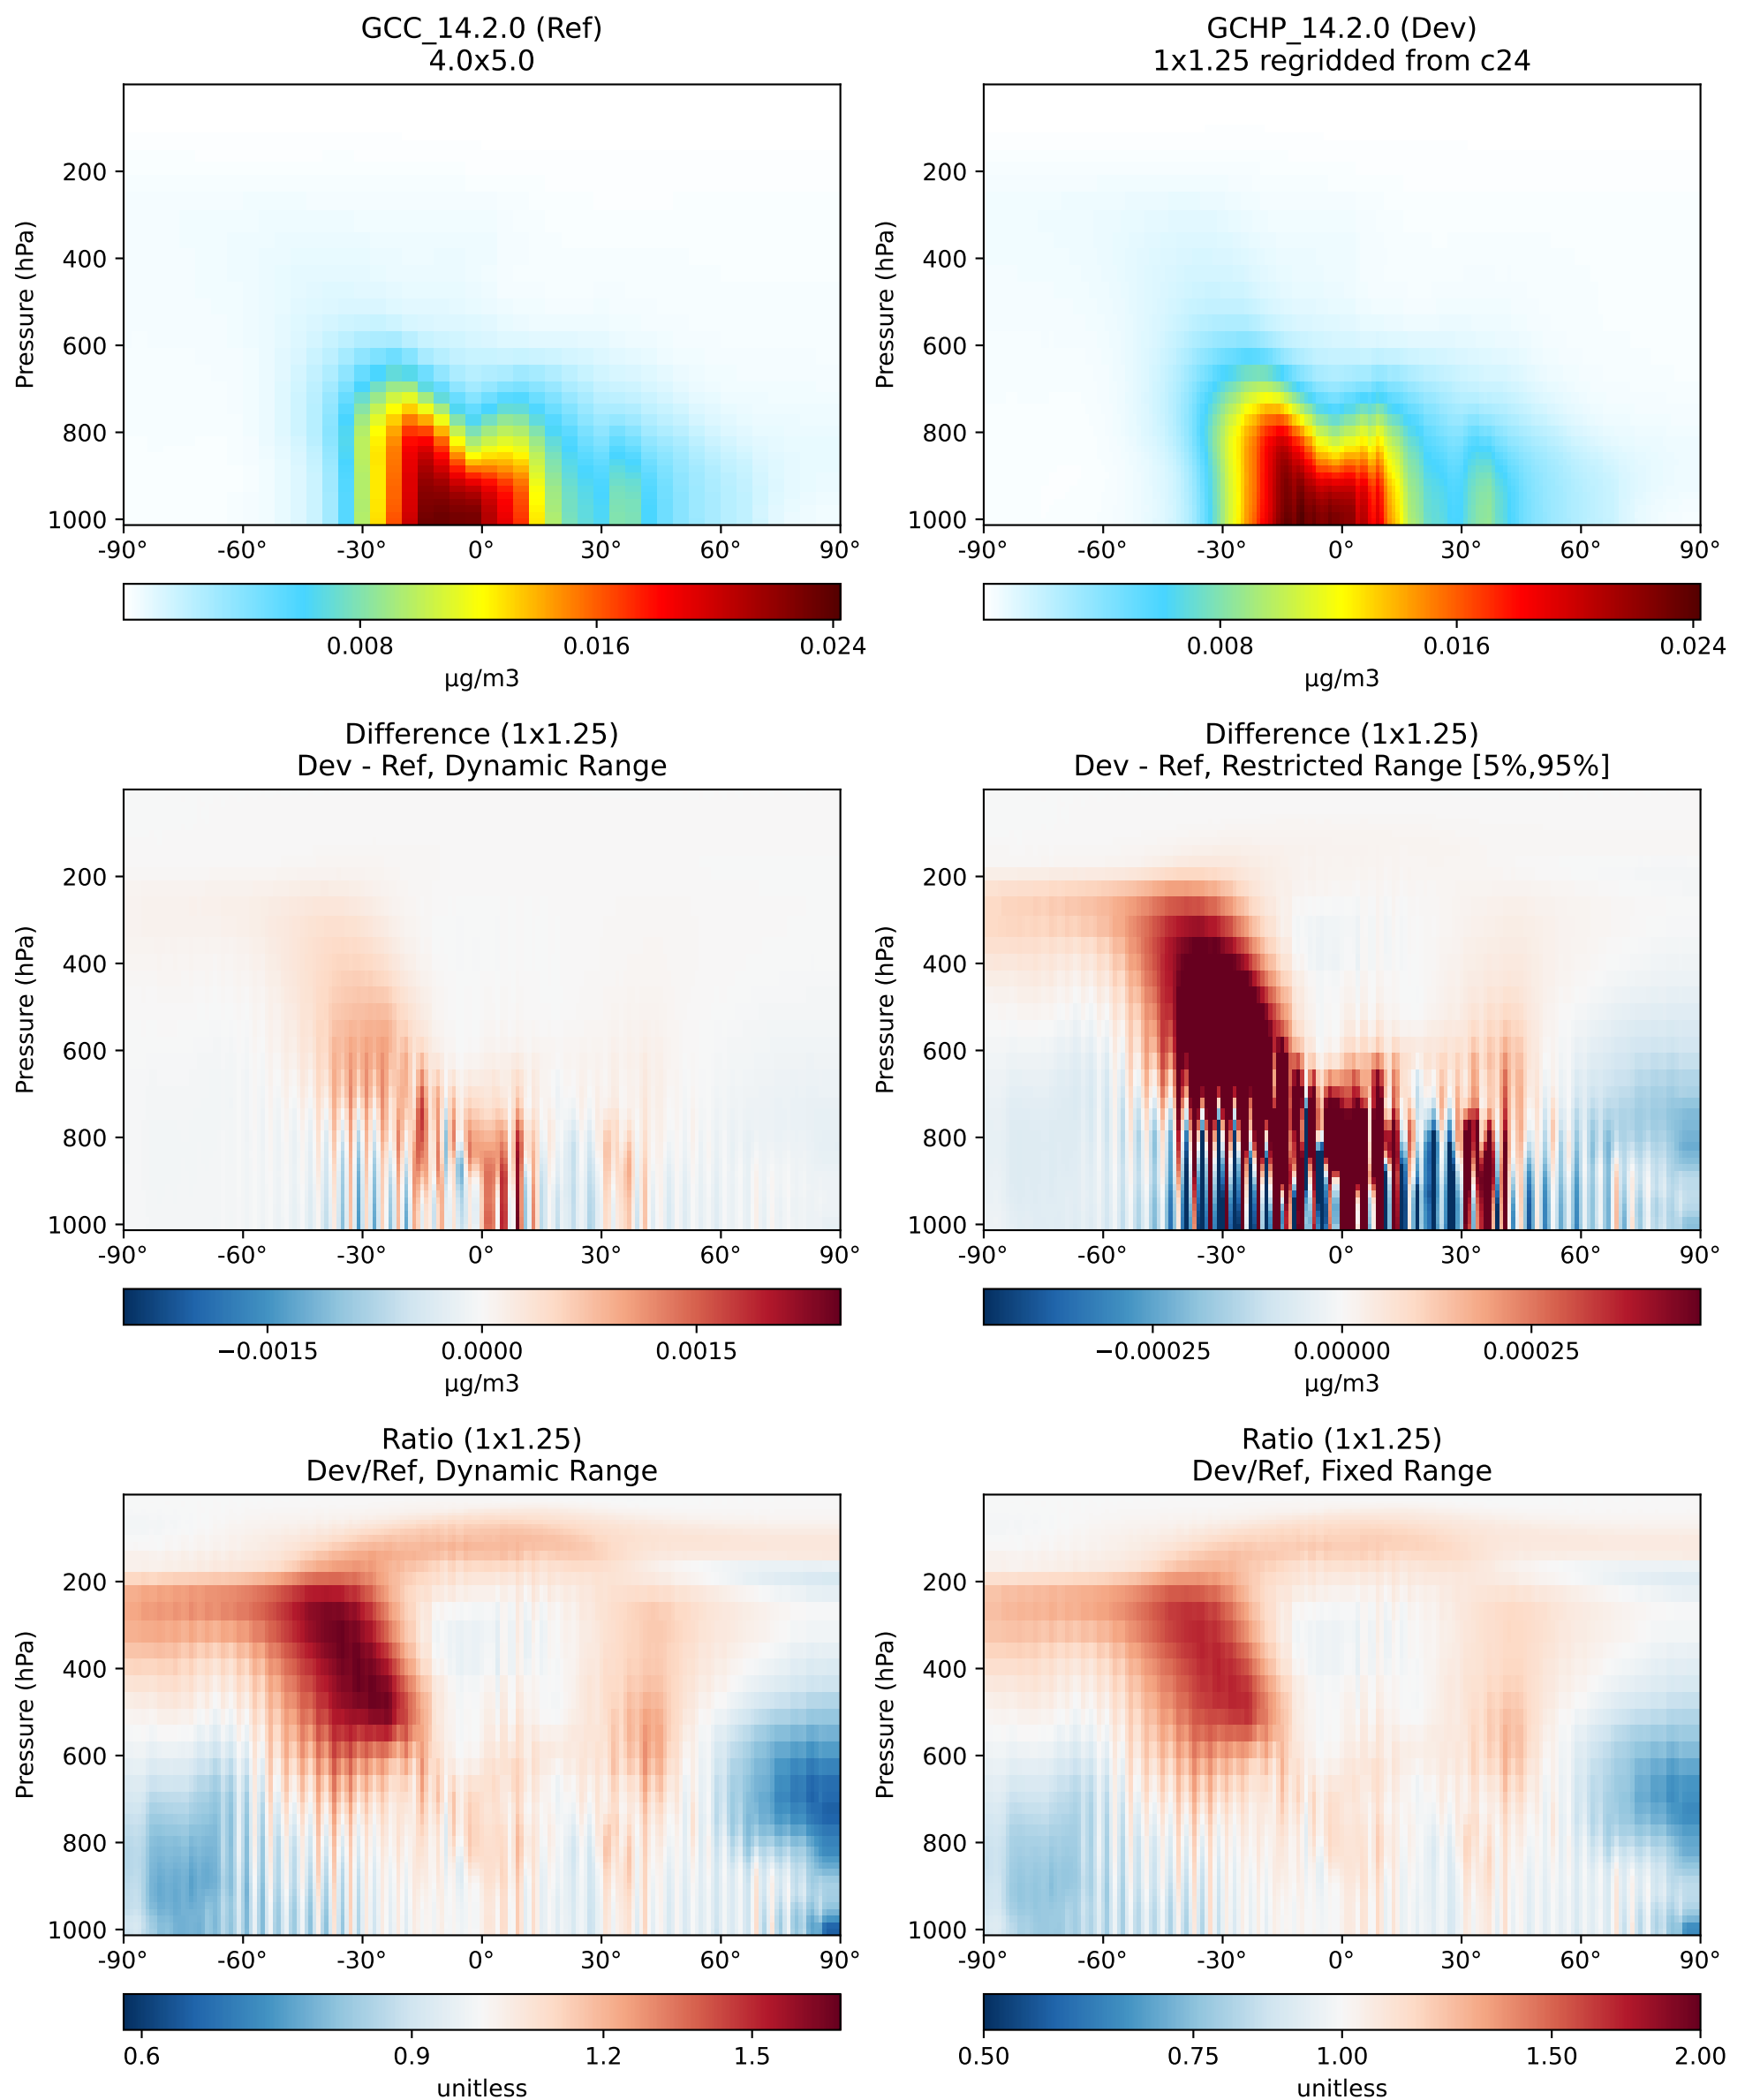 GCC_14.2.0 (Ref)
4.0x5.0
GCHP_14.2.0 (Dev)
1x1.25 regridded from c24
Pressure (hPa)
200
400
600
800
1000
-90° -60° -30° 0° 30° 60° 90°
0.008 0.016 0.024
µg/m3
Pressure (hPa)
200
400
600
800
1000
-90° -60° -30° 0° 30° 60° 90°
0.008 0.016 0.024
µg/m3
Difference (1x1.25)
Dev - Ref, Dynamic Range
Pressure (hPa)
200
400
600
800
1000
-90° -60° -30° 0° 30° 60° 90°
−0.0015 0.0000 0.0015
µg/m3
Difference (1x1.25)
Dev - Ref, Restricted Range [5%,95%]
Pressure (hPa)
200
400
600
800
1000
-90° -60° -30° 0° 30° 60° 90°
−0.00025 0.00000 0.00025
µg/m3
Ratio (1x1.25)
Dev/Ref, Dynamic Range
Pressure (hPa)
200
400
600
800
1000
-90° -60° -30° 0° 30° 60° 90°
0.6 0.9 1.2 1.5
unitless
Ratio (1x1.25)
Dev/Ref, Fixed Range
Pressure (hPa)
200
400
600
800
1000
-90° -60° -30° 0° 30° 60° 90°
0.50 0.75 1.00 1.50 2.00
unitless